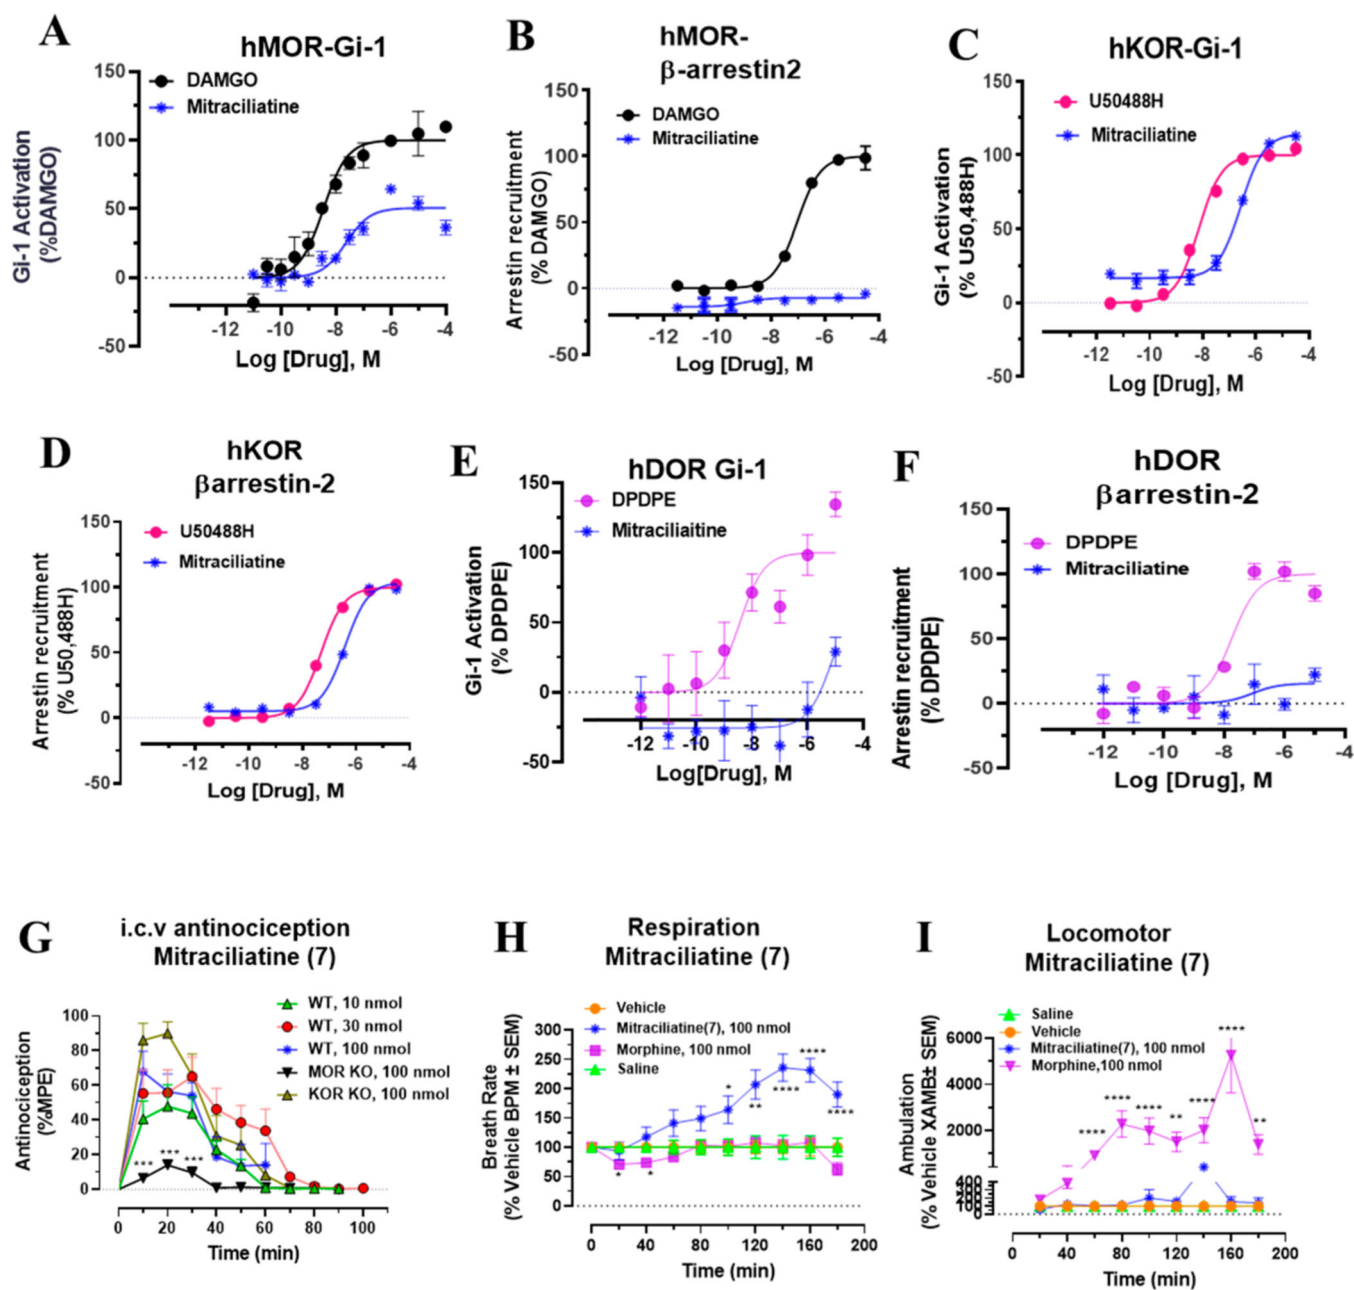 A
hMOR-Gi-1
DAMGO
Mitraciliatine
Gi-1 Activation
(%DAMGO)
150
100
50
0
-50
-12
-10
-8
-6
-4
Log [Drug], M
B
hMOR-
β-arrestin2
DAMGO
Mitraciliatine
Arrestin recruitment
(% DAMGO)
150
100
50
0
-50
-12
-10
-8
-6
-4
Log [Drug], M
C
hKOR-Gi-1
U50488H
Mitraciliatine
Gi-1 Activation
(% U50,488H)
150
100
50
0
-50
-12
-10
-8
-6
-4
Log [Drug], M
D
hKOR
βarrestin-2
U50488H
Mitraciliatine
Arrestin recruitment
(% U50,488H)
150
100
50
0
-50
-12
-10
-8
-6
-4
Log [Drug], M
E
hDOR Gi-1
DPDPE
Mitraciliaitine
Gi-1 Activation
(% DPDPE)
150
100
50
0
-50
-12
-10
-8
-6
-4
Log[Drug], M
F
hDOR
βarrestin-2
DPDPE
Mitraciliatine
Arrestin recruitment
(% DPDPE)
150
100
50
0
-50
-12
-10
-8
-6
-4
Log [Drug], M
G
i.c.v antinociception
Mitraciliatine (7)
WT, 10 nmol
WT, 30 nmol
WT, 100 nmol
MOR KO, 100 nmol
KOR KO, 100 nmol
Antinociception
(%MPE)
100
80
60
40
20
0
*** *** ***
0
20
40
60
80
100
Time (min)
H
Respiration
Mitraciliatine (7)
Vehicle
Mitraciliatine(7), 100 nmol
Morphine, 100 nmol
Saline
Breath Rate
(% Vehicle BPM ± SEM)
300
250
200
150
100
50
0
* * * ** **** **** ****
0
40
80
120
160
200
Time (min)
I
Locomotor
Mitraciliatine (7)
Saline
Vehicle
Mitraciliatine(7), 100 nmol
Morphine,100 nmol
Ambulation
(% Vehicle XAMB± SEM)
6000
4000
2000
400
300
200
100
0
**** **** **** ** **** **** **
0
40
80
120
160
200
Time (min)